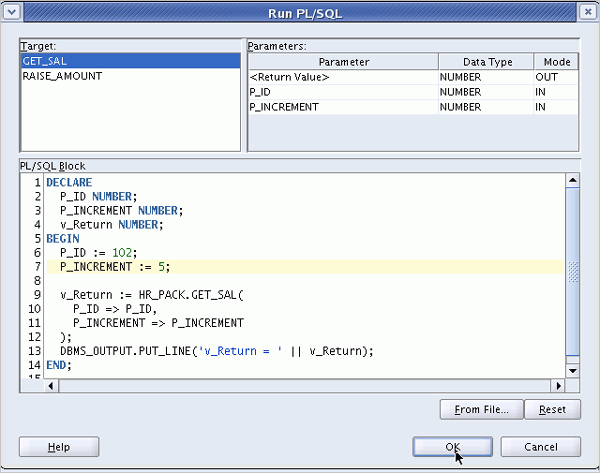 Run PL/SQL
Target:
GET_SAL
RAISE_AMOUNT
Parameters:
Parameter Data Type Mode
<Return Value> NUMBER OUT
P_ID NUMBER IN
P_INCREMENT NUMBER IN
PL/SQL Block
1 DECLARE
2 P_ID NUMBER;
3 P_INCREMENT NUMBER;
4 v_Return NUMBER;
5 BEGIN
6 P_ID := 102;
7 P_INCREMENT := 5;
8
9 v_Return := HR_PACK.GET_SAL(
10 P_ID => P_ID,
11 P_INCREMENT => P_INCREMENT
12 );
13 DBMS_OUTPUT.PUT_LINE('v_Return = ' || v_Return);
14 END;
15
From File... Reset
Help OK Cancel